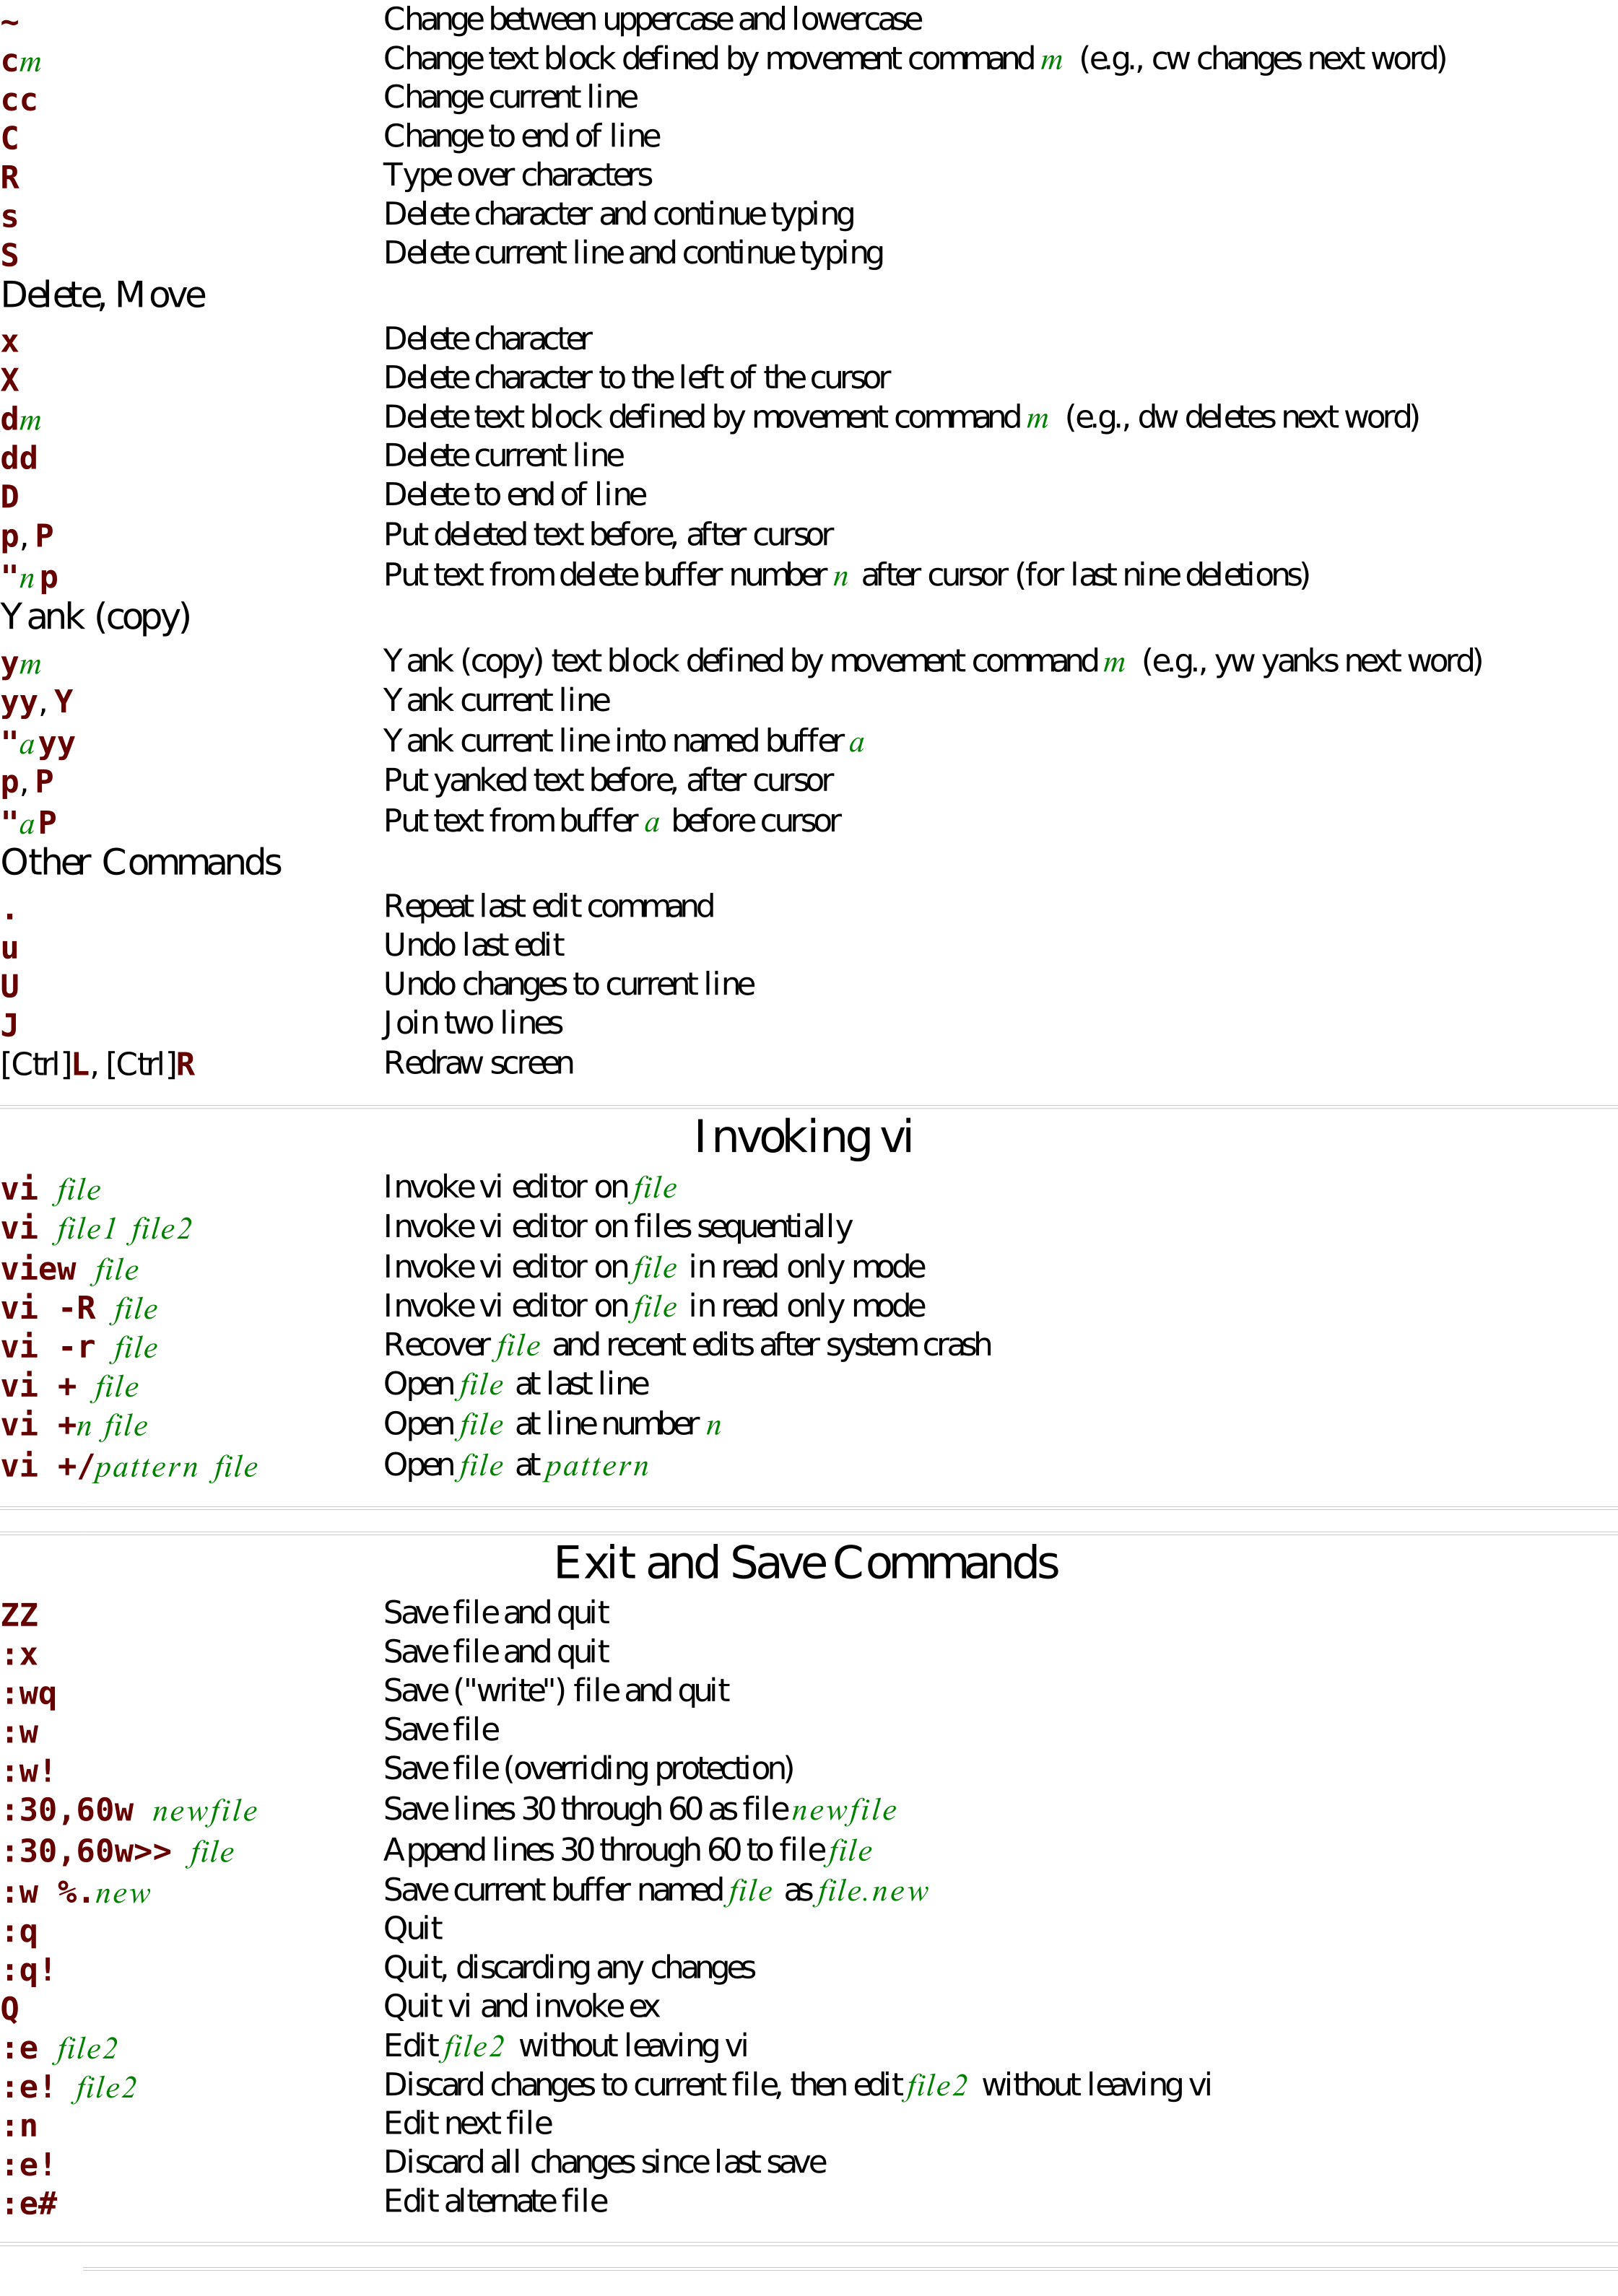 ~ Change between uppercase and lowercase
cm Change text block defined by movement command m (e.g., cw changes next word)
cc Change current line
C Change to end of line
R Type over characters
s Delete character and continue typing
S Delete current line and continue typing
Delete, Move
x Delete character
X Delete character to the left of the cursor
dm Delete text block defined by movement command m (e.g., dw deletes next word)
dd Delete current line
D Delete to end of line
p, P Put deleted text before, after cursor
"n p Put text from delete buffer number n after cursor (for last nine deletions)
Yank (copy)
ym Yank (copy) text block defined by movement command m (e.g., yw yanks next word)
yy, Y Yank current line
"a yy Yank current line into named buffer a
p, P Put yanked text before, after cursor
"a P Put text from buffer a before cursor
Other Commands
. Repeat last edit command
u Undo last edit
U Undo changes to current line
J Join two lines
[Ctrl]L, [Ctrl]R Redraw screen
Invoking vi
vi file Invoke vi editor on file
vi file1 file2 Invoke vi editor on files sequentially
view file Invoke vi editor on file in read only mode
vi -R file Invoke vi editor on file in read only mode
vi -r file Recover file and recent edits after system crash
vi + file Open file at last line
vi +n file Open file at line number n
vi +/pattern file Open file at pattern
Exit and Save Commands
ZZ Save file and quit
:x Save file and quit
:wq Save ("write") file and quit
:w Save file
:w! Save file (overriding protection)
:30,60w newfile Save lines 30 through 60 as file newfile
:30,60w>> file Append lines 30 through 60 to file file
:w %.new Save current buffer named file as file.new
:q Quit
:q! Quit, discarding any changes
Q Quit vi and invoke ex
:e file2 Edit file2 without leaving vi
:e! file2 Discard changes to current file, then edit file2 without leaving vi
:n Edit next file
:e! Discard all changes since last save
:e# Edit alternate file